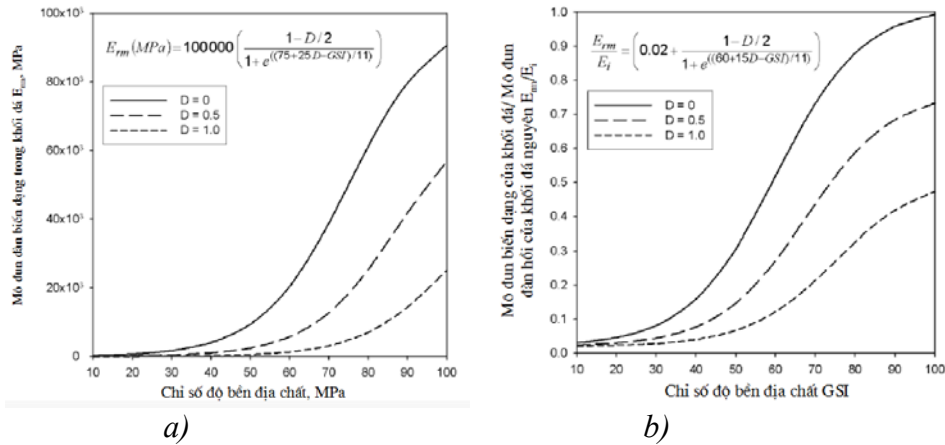 E_rm (MPa) = 100000 ( (1−D/2) / (1+e^((75+25D−GSI)/11)) )
Mô đun đàn biến dạng trong khối đá E_rm, MPa
100x10³
80x10³
60x10³
40x10³
20x10³
0
D = 0
D = 0.5
D = 1.0
10 20 30 40 50 60 70 80 90 100
Chỉ số độ bền địa chất, MPa
a)
E_rm / E_i = ( 0.02 + (1−D/2) / (1+e^((60+15D−GSI)/11)) )
Mô đun biến dạng của khối đá/ Mô đun
đàn hồi của khối đá nguyên E_rm/E_i
1.0
0.9
0.8
0.7
0.6
0.5
0.4
0.3
0.2
0.1
0.0
D = 0
D = 0.5
D = 1.0
10 20 30 40 50 60 70 80 90 100
Chỉ số độ bền địa chất GSI
b)